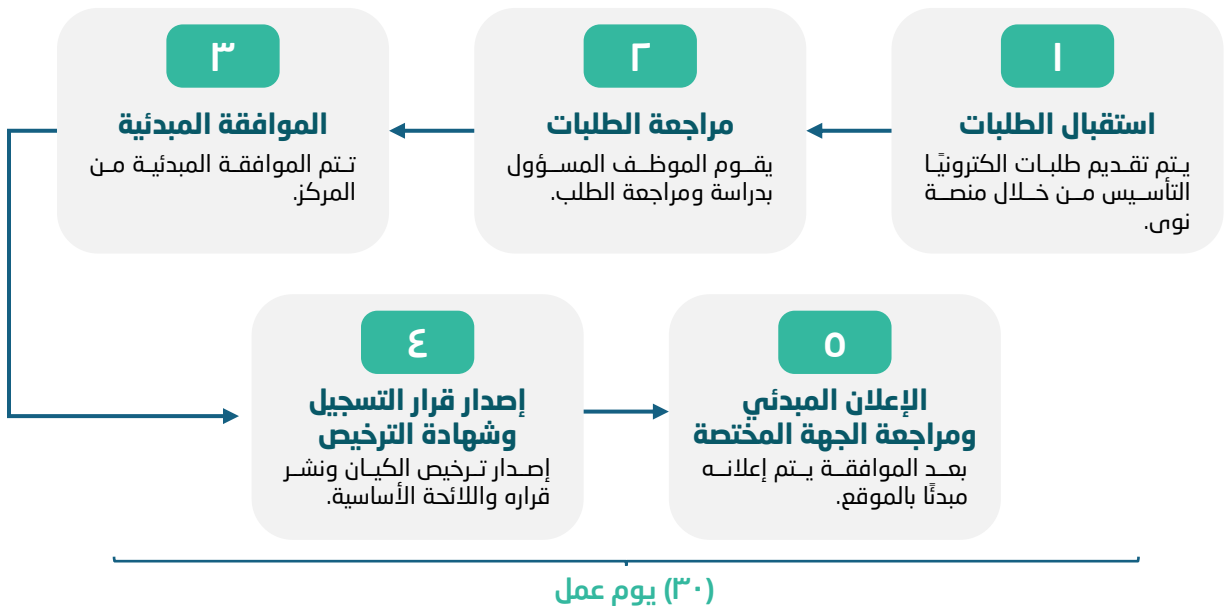 ١
استقبال الطلبات
يتم تقديم طلبات الكترونيًا
التأسيس من خلال منصة
نوى.
٢
مراجعة الطلبات
يقوم الموظف المسؤول
بدراسة ومراجعة الطلب.
٣
الموافقة المبدئية
تتم الموافقة المبدئية من
المركز.
٤
إصدار قرار التسجيل
وشهادة الترخيص
إصدار ترخيص الكيان ونشر
قراره واللائحة الأساسية.
٥
الإعلان المبدئي
ومراجعة الجهة المختصة
بعد الموافقة يتم إعلانه
مبدئًا بالموقع.
(٣٠) يوم عمل